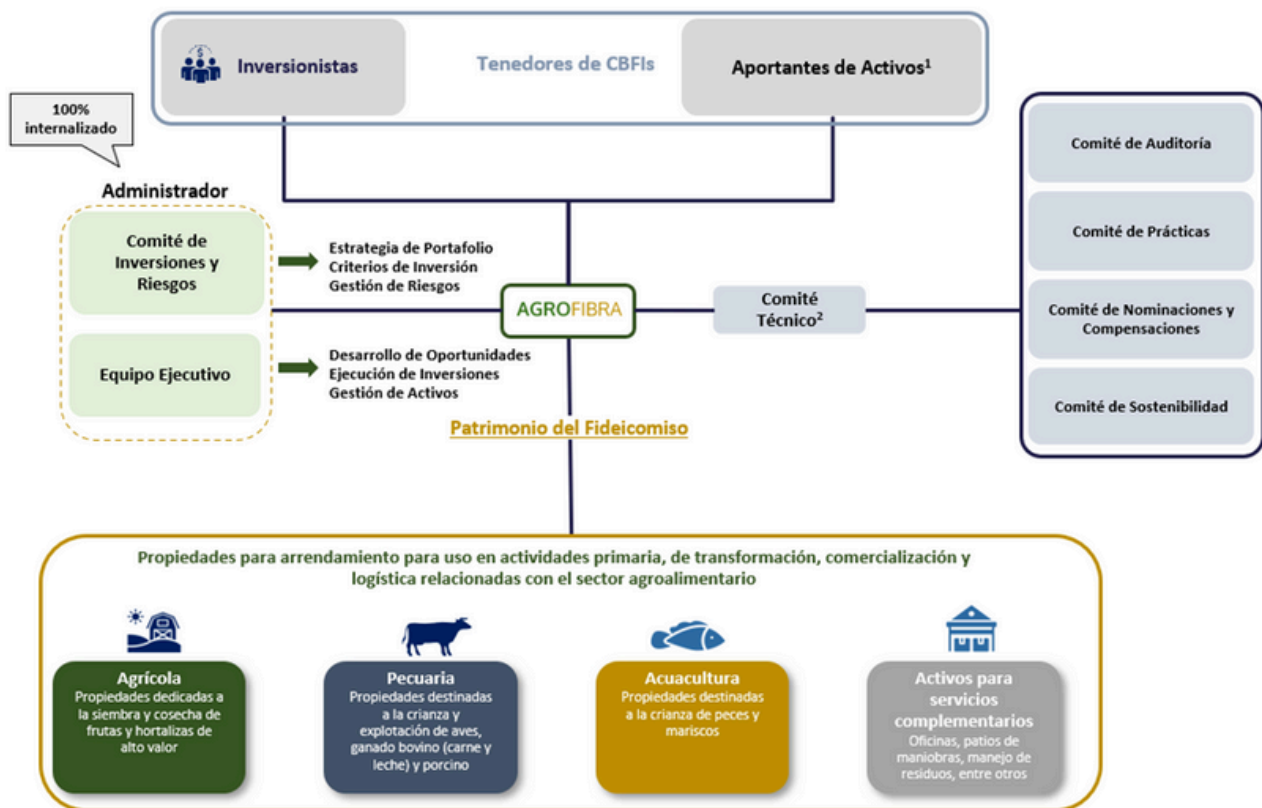 Inversionistas
Tenedores de CBFIs
Aportantes de Activos¹
100%
internalizado
Administrador
Comité de
Inversiones y
Riesgos
Estrategia de Portafolio
Criterios de Inversión
Gestión de Riesgos
Equipo Ejecutivo
Desarrollo de Oportunidades
Ejecución de Inversiones
Gestión de Activos
AGROFIBRA
Comité
Técnico²
Comité de Auditoría
Comité de Prácticas
Comité de Nominaciones y
Compensaciones
Comité de Sostenibilidad
Patrimonio del Fideicomiso
Propiedades para arrendamiento para uso en actividades primaria, de transformación, comercialización y
logística relacionadas con el sector agroalimentario
Agrícola
Propiedades dedicadas a
la siembra y cosecha de
frutas y hortalizas de
alto valor
Pecuaria
Propiedades destinadas
a la crianza y
explotación de aves,
ganado bovino (carne y
leche) y porcino
Acuacultura
Propiedades destinadas
a la crianza de peces y
mariscos
Activos para
servicios
complementarios
Oficinas, patios de
maniobras, manejo de
residuos, entre otros